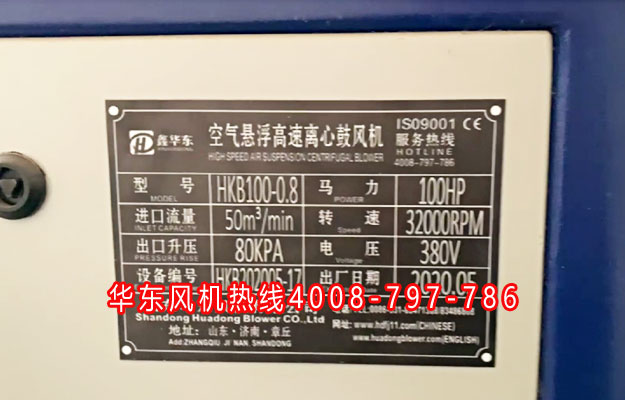 鑫华东
空气悬浮高速离心鼓风机
HIGH SPEED AIR SUSPENSION CENTRIFUGAL BLOWER
ISO9001 CE
服务热线
HOTLINE
4008-797-786
型号 HKB100-0.8 马力 100HP
MODEL POWER
进口流量 50m³/min 转速 32000RPM
INLET CAPACITY Speed
出口升压 80KPA 电压 380V
PRESSURE RISE Voltage
设备编号 HKB202005-17 出厂日期 2020.05
华东风机热线4008-797-786
Shandong Huadong Blower CO.,Ltd
地址：山东·济南·章丘
Add:ZHANGQIU JI'NAN, SHANDONG
网址:www.hdfj11.com(CHINESE)
www.huadongblower.com(ENGLISH)